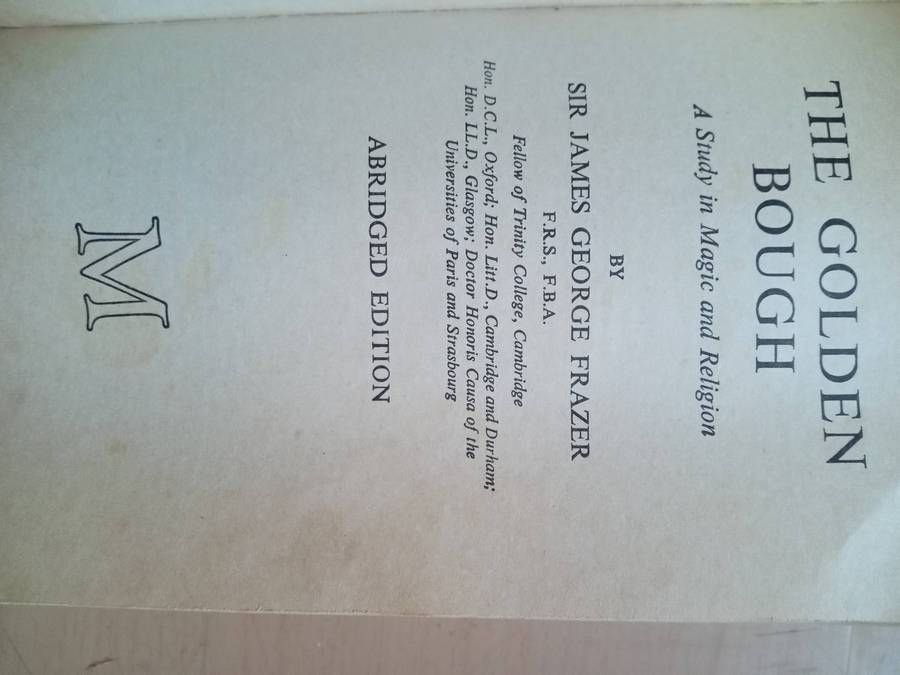 THE GOLDEN
BOUGH
A Study in Magic and Religion
BY
SIR JAMES GEORGE FRAZER
F.R.S., F.B.A.
Fellow of Trinity College, Cambridge
Hon. D.C.L., Oxford; Hon. Litt.D., Cambridge and Durham;
Hon. LL.D., Glasgow; Doctor Honoris Causa of the
Universities of Paris and Strasbourg
ABRIDGED EDITION
M